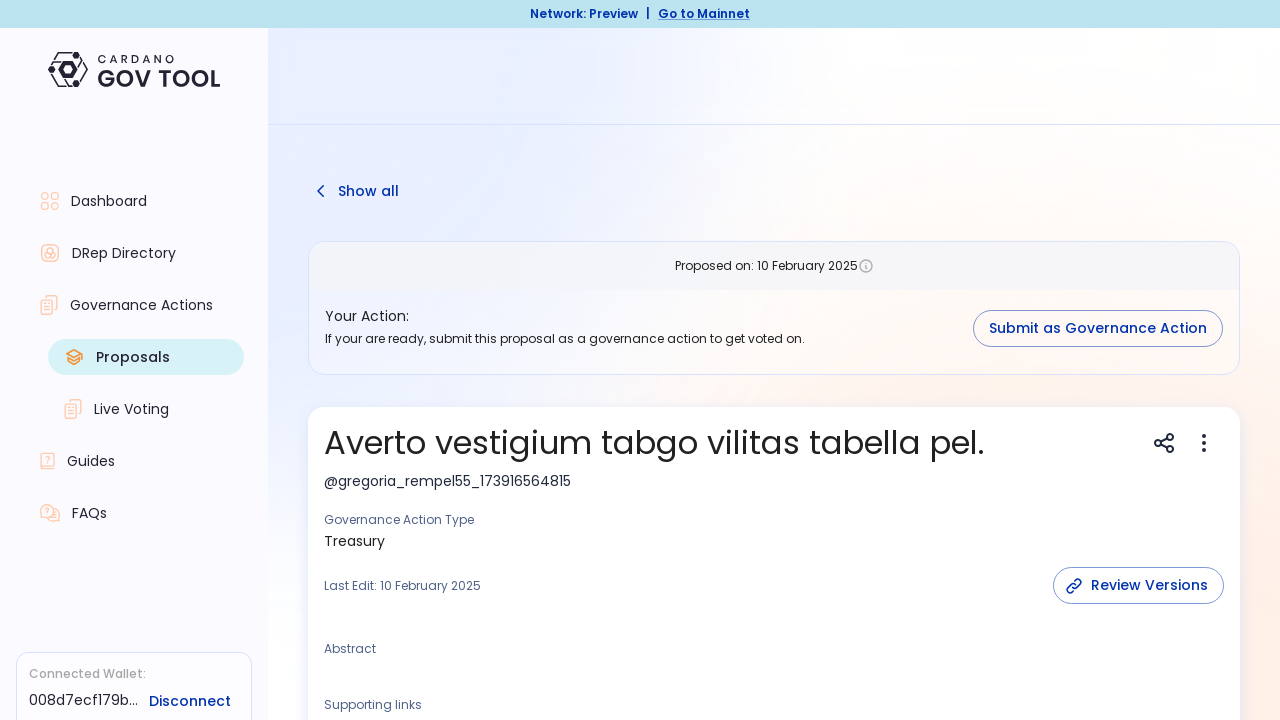 Network: Preview | Go to Mainnet
CARDANO
GOV TOOL
Dashboard
DRep Directory
Governance Actions
Proposals
Live Voting
Guides
FAQs
Connected Wallet:
008d7ecf179b... Disconnect
Show all
Proposed on: 10 February 2025
Your Action:
If your are ready, submit this proposal as a governance action to get voted on.
Submit as Governance Action
Averto vestigium tabgo vilitas tabella pel.
@gregoria_rempel55_173916564815
Governance Action Type
Treasury
Last Edit: 10 February 2025
Review Versions
Abstract
Supporting links